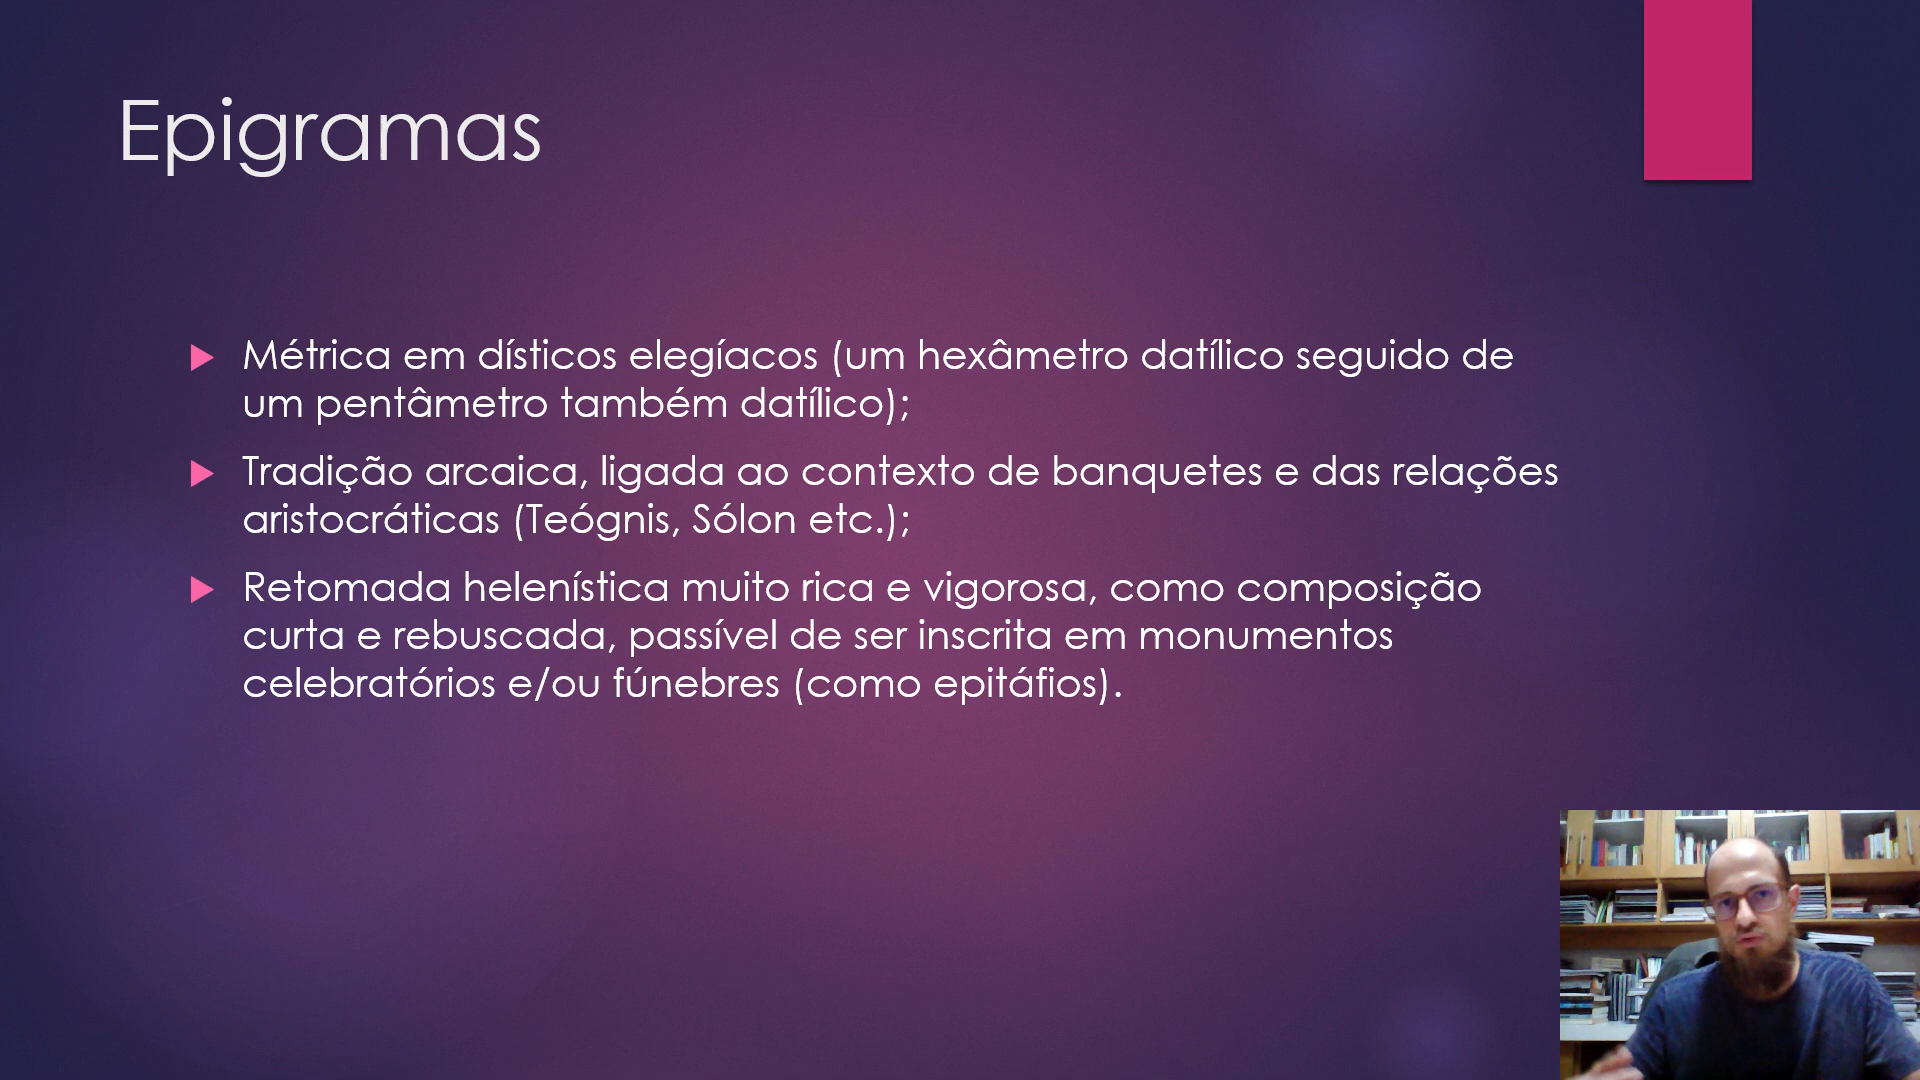 Epigramas
Métrica em dísticos elegíacos (um hexâmetro datílico seguido de
um pentâmetro também datílico);
Tradição arcaica, ligada ao contexto de banquetes e das relações
aristocráticas (Teógnis, Sólon etc.);
Retomada helenística muito rica e vigorosa, como composição
curta e rebuscada, passível de ser inscrita em monumentos
celebratórios e/ou fúnebres (como epitáfios).